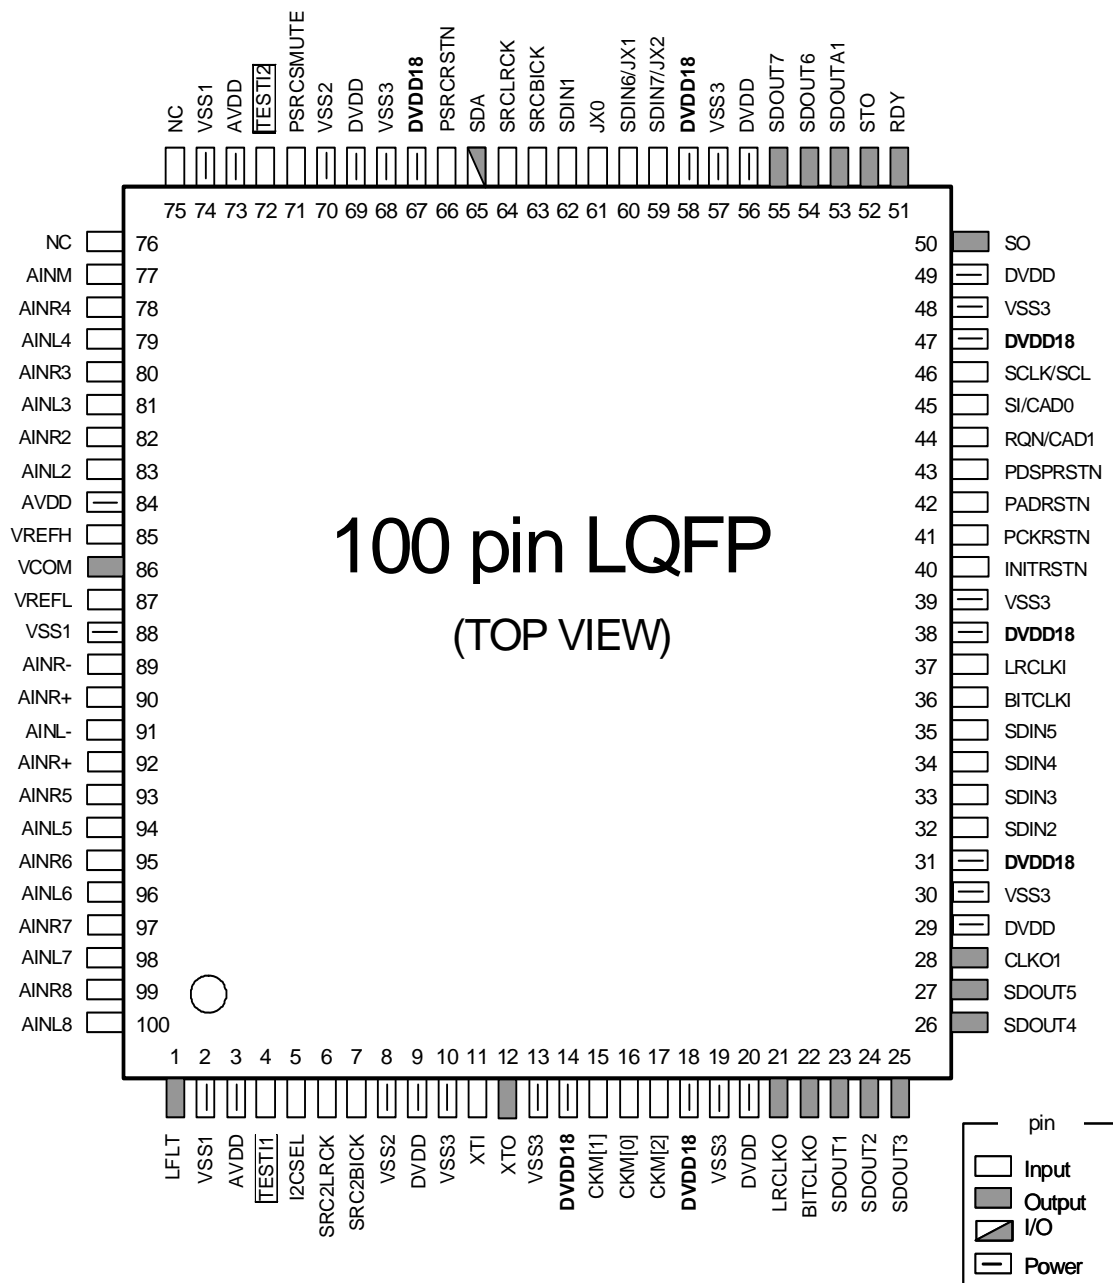 NC VSS1 AVDD TESTI2 PSRCSMUTE VSS2 DVDD VSS3 DVDD18 PSRCRSTN SDA SRCLRCK SRCBICK SDIN1 JX0 SDIN6/JX1 SDIN7/JX2 DVDD18 VSS3 DVDD SDOUT7 SDOUT6 SDOUTA1 STO RDY
75 74 73 72 71 70 69 68 67 66 65 64 63 62 61 60 59 58 57 56 55 54 53 52 51
NC 76 50 SO
AINM 77 49 DVDD
AINR4 78 48 VSS3
AINL4 79 47 DVDD18
AINR3 80 46 SCLK/SCL
AINL3 81 45 SI/CAD0
AINR2 82 44 RQN/CAD1
AINL2 83 43 PDSPRSTN
AVDD 84 42 PADRSTN
VREFH 85 41 PCKRSTN
VCOM 86 40 INITRSTN
VREFL 87 39 VSS3
VSS1 88 38 DVDD18
AINR- 89 37 LRCLKI
AINR+ 90 36 BITCLKI
AINL- 91 35 SDIN5
AINR+ 92 34 SDIN4
AINR5 93 33 SDIN3
AINL5 94 32 SDIN2
AINR6 95 31 DVDD18
AINL6 96 30 VSS3
AINR7 97 29 DVDD
AINL7 98 28 CLKO1
AINR8 99 27 SDOUT5
AINL8 100 26 SDOUT4
100 pin LQFP
(TOP VIEW)
1 2 3 4 5 6 7 8 9 10 11 12 13 14 15 16 17 18 19 20 21 22 23 24 25
LFLT VSS1 AVDD TESTI1 I2CSEL SRC2LRCK SRC2BICK VSS2 DVDD VSS3 XTI XTO VSS3 DVDD18 CKM[1] CKM[0] CKM[2] DVDD18 VSS3 DVDD LRCLKO BITCLKO SDOUT1 SDOUT2 SDOUT3
pin
Input
Output
I/O
Power